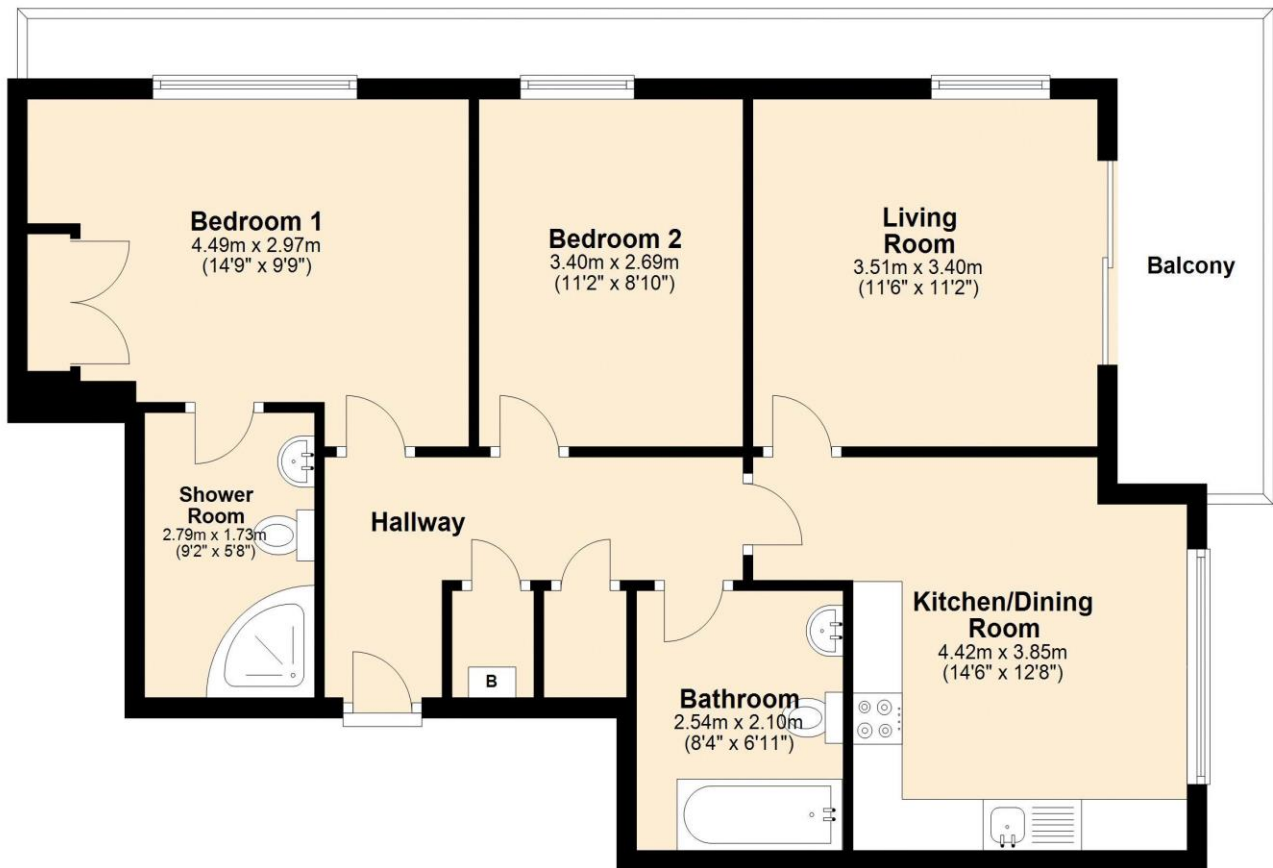 Bedroom 1
4.49m x 2.97m
(14'9" x 9'9")
Bedroom 2
3.40m x 2.69m
(11'2" x 8'10")
Living
Room
3.51m x 3.40m
(11'6" x 11'2")
Balcony
Shower
Room
2.79m x 1.73m
(9'2" x 5'8")
Hallway
Kitchen/Dining
Room
4.42m x 3.85m
(14'6" x 12'8")
B
Bathroom
2.54m x 2.10m
(8'4" x 6'11")